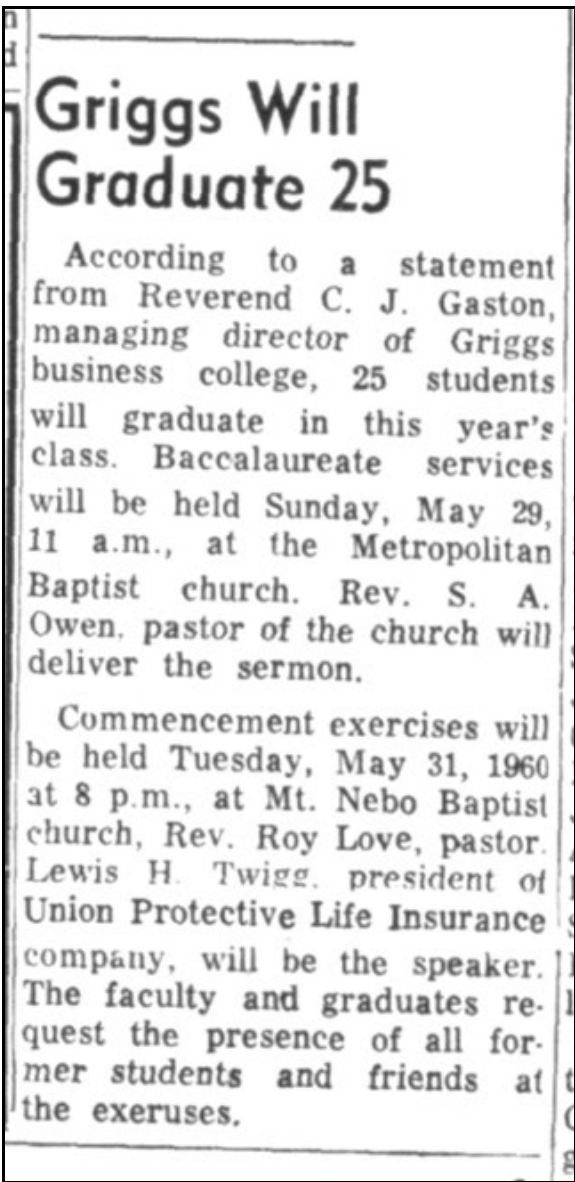 Griggs Will
Graduate 25
According to a statement
from Reverend C. J. Gaston,
managing director of Griggs
business college, 25 students
will graduate in this year's
class. Baccalaureate services
will be held Sunday, May 29,
11 a.m., at the Metropolitan
Baptist church. Rev. S. A.
Owen, pastor of the church will
deliver the sermon.
Commencement exercises will
be held Tuesday, May 31, 1960
at 8 p.m., at Mt. Nebo Baptist
church, Rev. Roy Love, pastor.
Lewis H. Twigg, president of
Union Protective Life Insurance
company, will be the speaker.
The faculty and graduates re-
quest the presence of all for-
mer students and friends at
the exeruses.